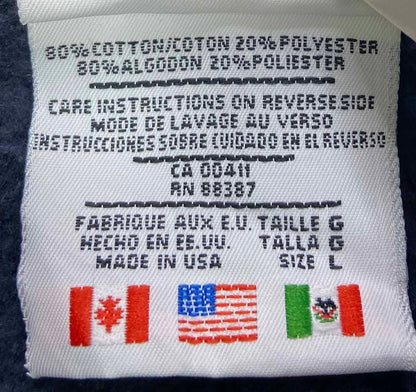 80% COTTON/COTON 20% POLYESTER
80% ALGODON 20% POLIESTER
CARE INSTRUCTIONS ON REVERSE SIDE
MODE DE LAVAGE AU VERSO
INSTRUCCIONES SOBRE CUIDADO EN EL REVERSO
CA 00411
RN 88387
FABRIQUE AUX E.U. TAILLE G
HECHO EN EE.UU. TALLA G
MADE IN USA SIZE L